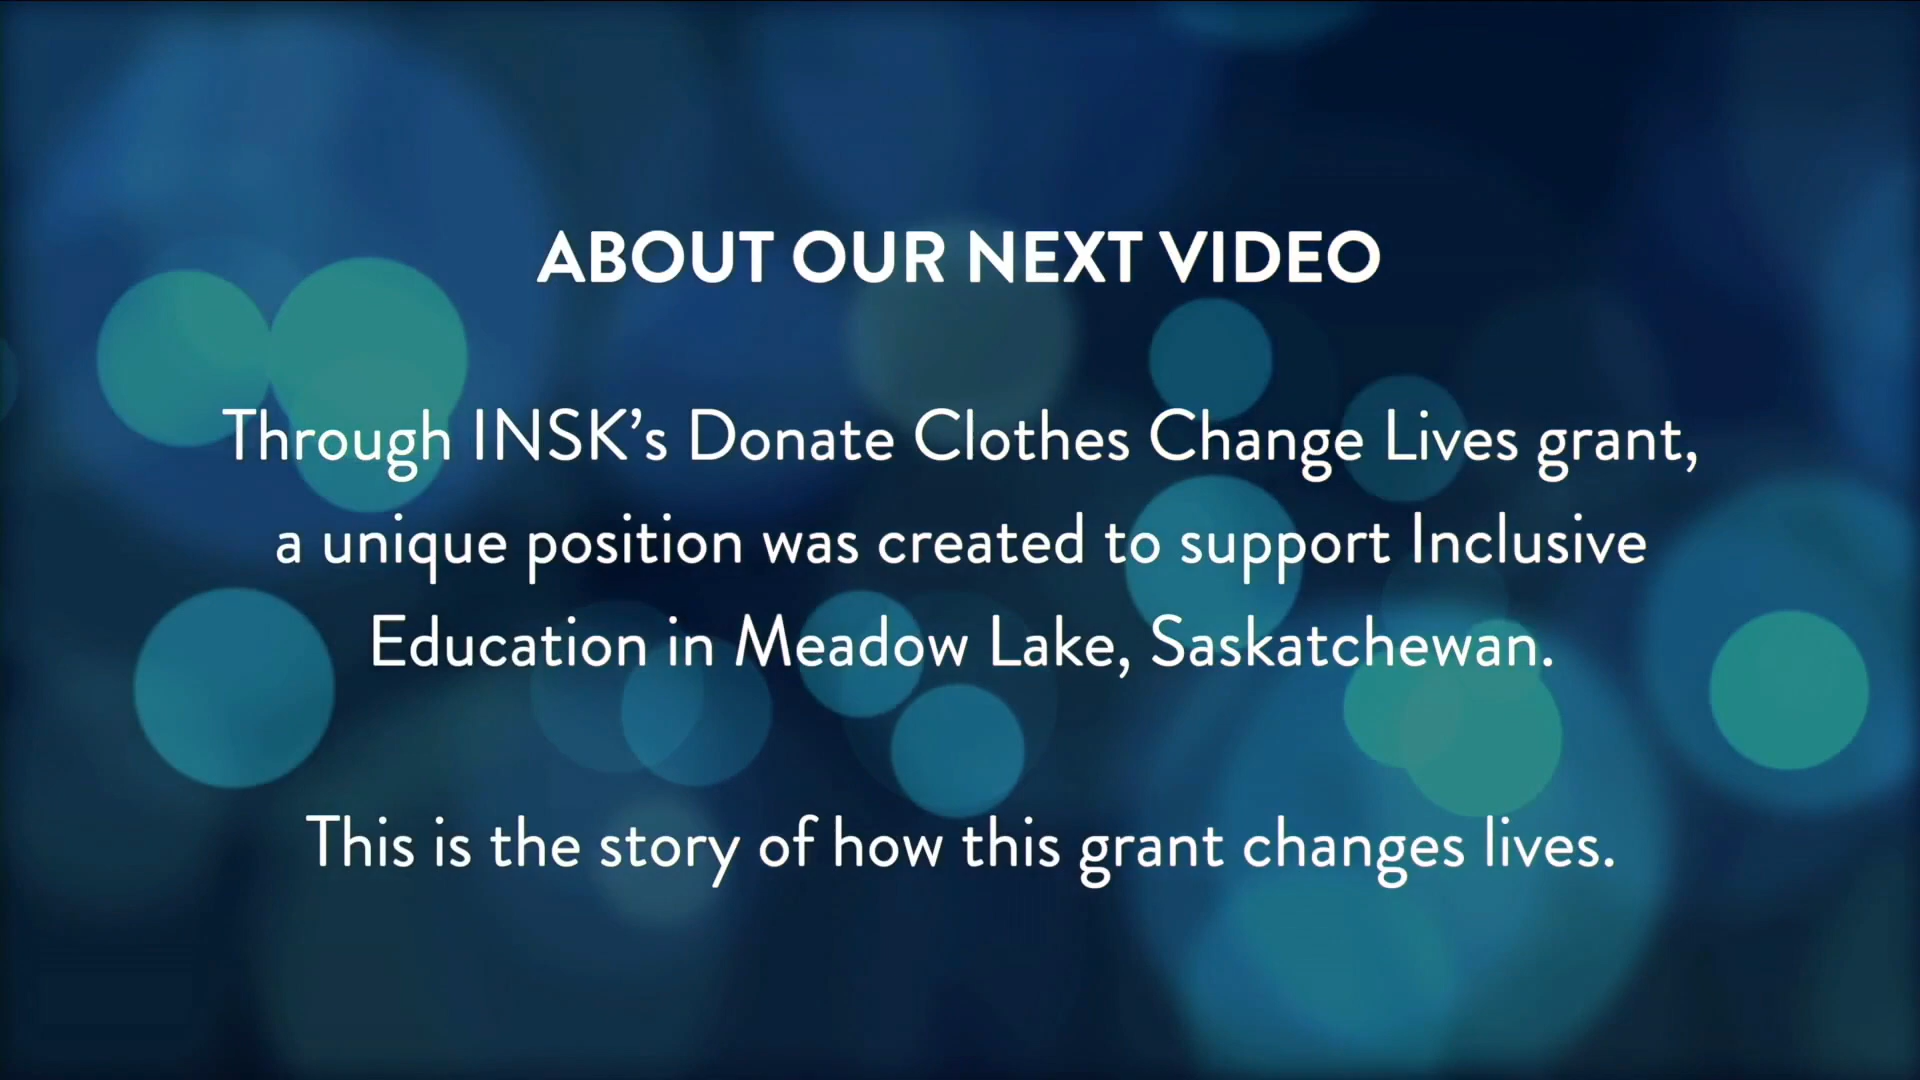 ABOUT OUR NEXT VIDEO
Through INSK’s Donate Clothes Change Lives grant,
a unique position was created to support Inclusive
Education in Meadow Lake, Saskatchewan.
This is the story of how this grant changes lives.